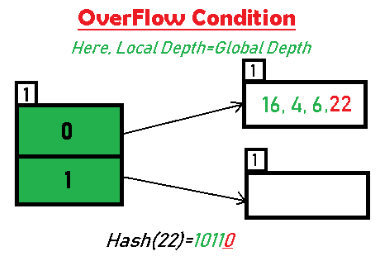 OverFlow Condition
Here, Local Depth=Global Depth
1
1
0
16, 4, 6,22
1
1
Hash(22)=10110